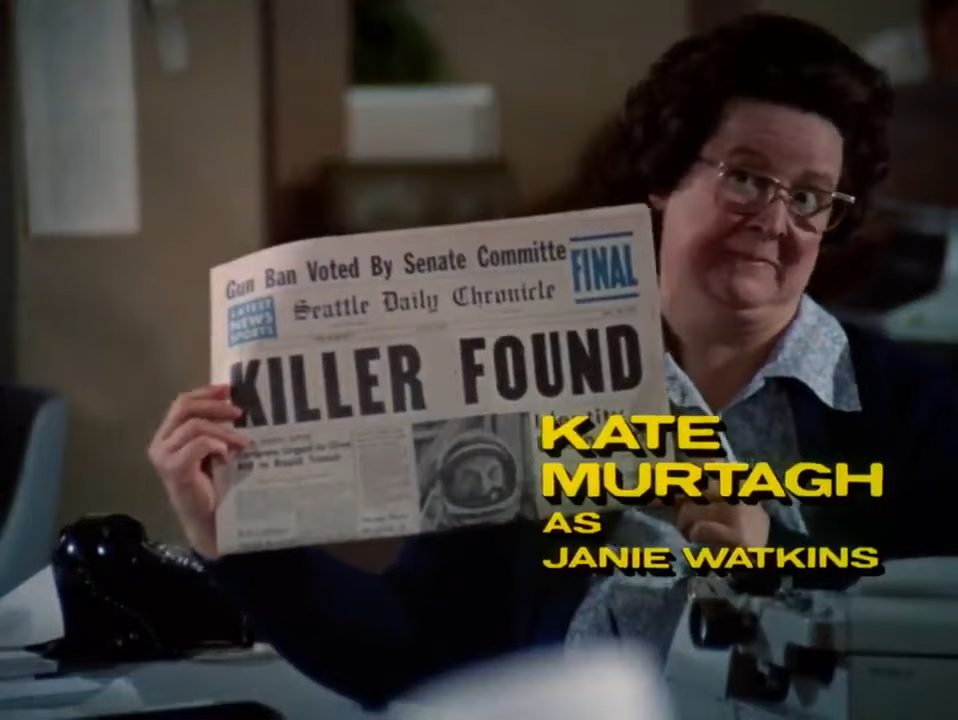 Gun Ban Voted By Senate Committe
LATEST
NEWS
SPORTS
Seattle Daily Chronicle
FINAL
KILLER FOUND
Identity
KATE
MURTAGH
AS
JANIE WATKINS